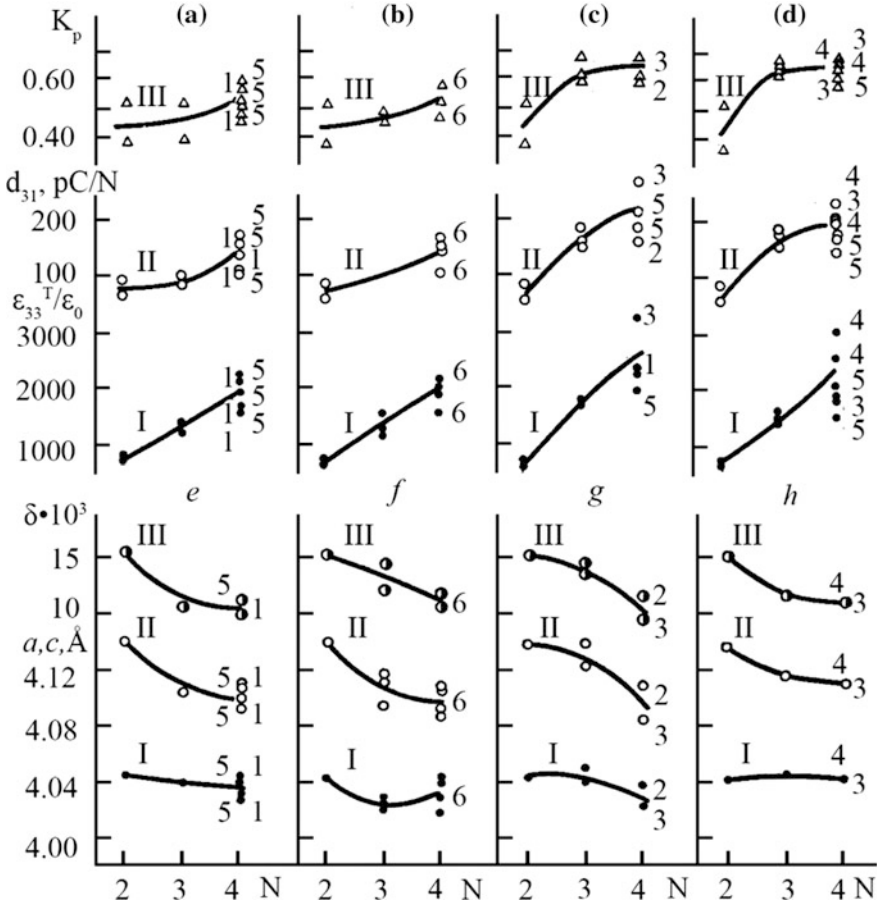 K_p (a) (b) (c) (d)
0.60 III 1 5 5 III 6 III 3 III 4 3 4
0.40 1 5 6 2 3 5
d_31, pC/N
200 II 1 5 5 II 6 II 3 5 II 4 3 4
100 1 1 5 6 5 2 5 5
ε_33^T/ε_0
3000 3 4
2000 I 1 5 5 I 6 I 1 I 4 5
1000 1 1 5 6 5 3 5
e f g h
δ•10³
15 III III III III
10 5 1 6 2 3 4 3
a,c,Å II II II II
4.12 5 1 2 4
4.08 5 1 6 3 3
4.04 I 5 1 I 6 I 2 I 4
4.00 5 1 3 3
2 3 4 N 2 3 4 N 2 3 4 N 2 3 4 N